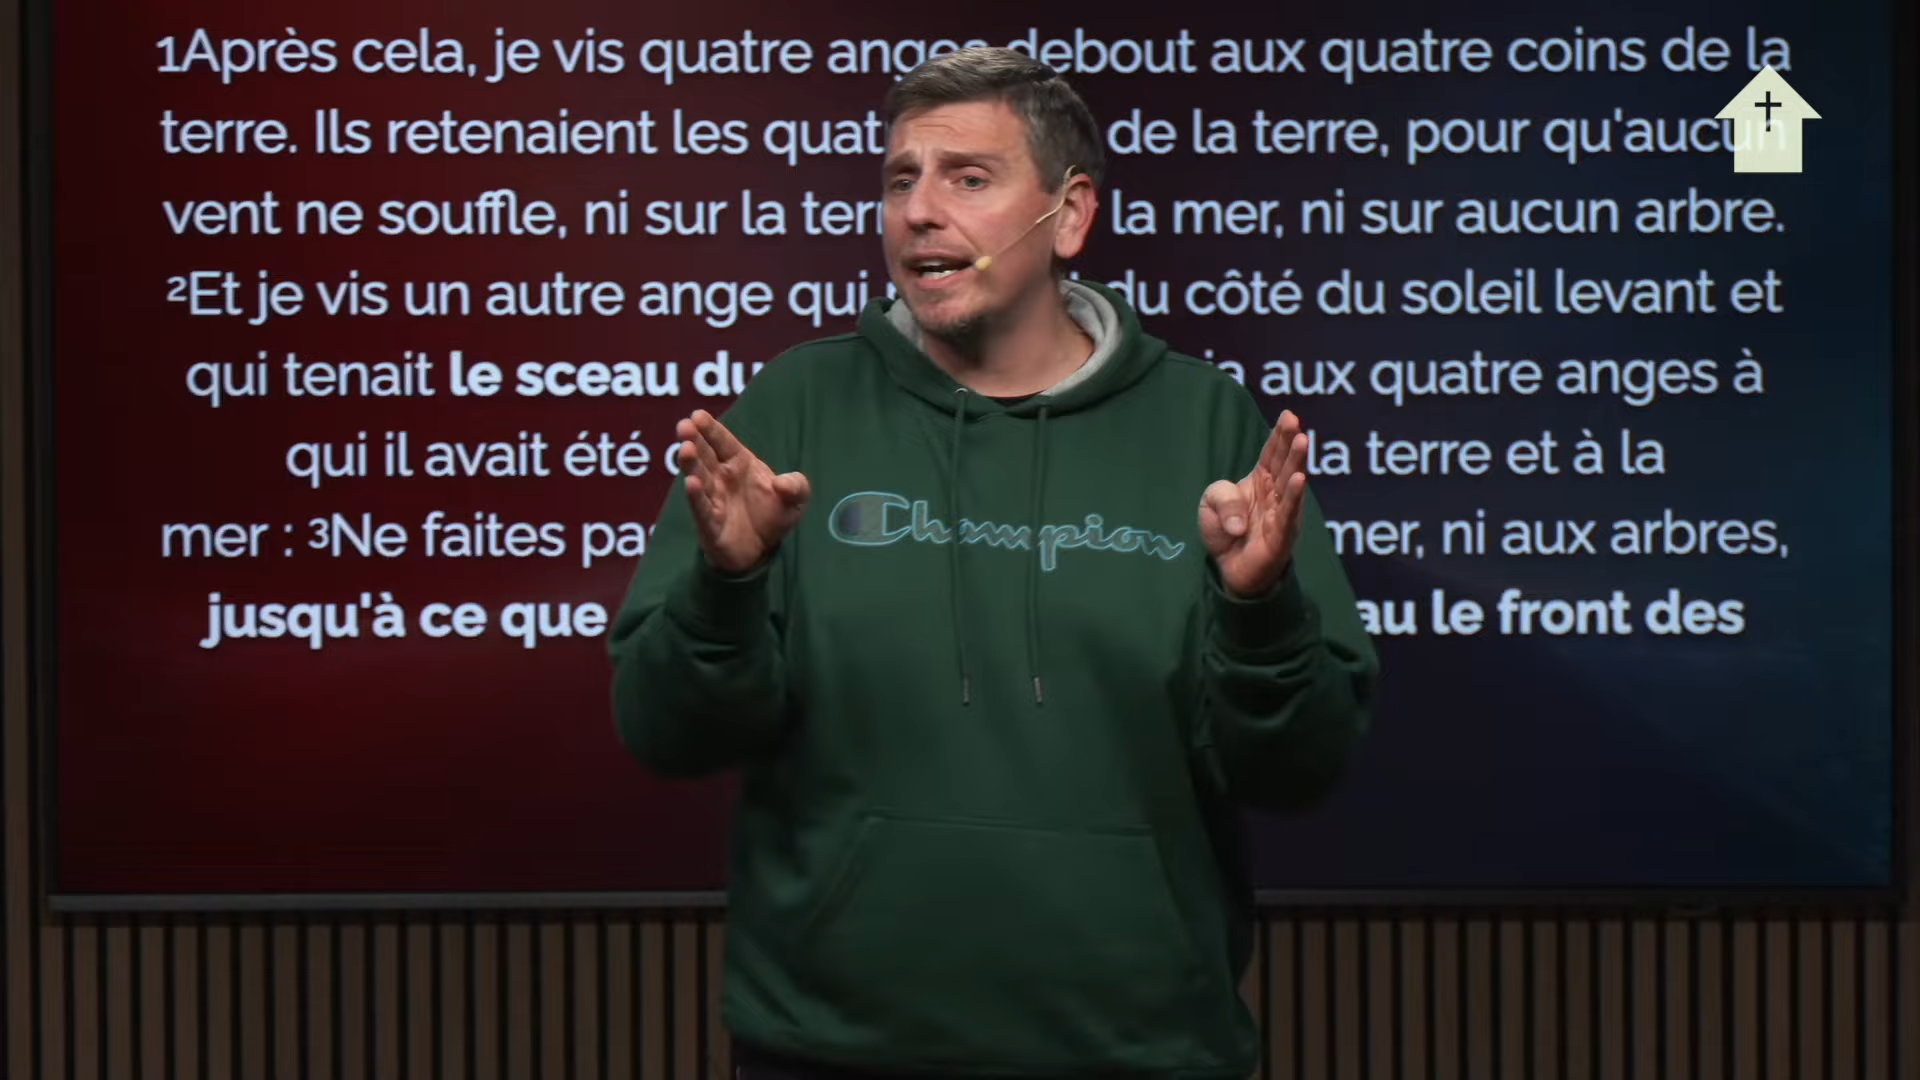 1Après cela, je vis quatre anges debout aux quatre coins de la
terre. Ils retenaient les de la terre, pour qu'aucun
vent ne souffle, ni sur la la mer, ni sur aucun arbre.
2Et je vis un autre ange qui du côté du soleil levant et
qui tenait le sceau du aux quatre anges à
qui il avait été la terre et à la
mer : 3Ne faites mer, ni aux arbres,
jusqu'à ce que le front des
Champion